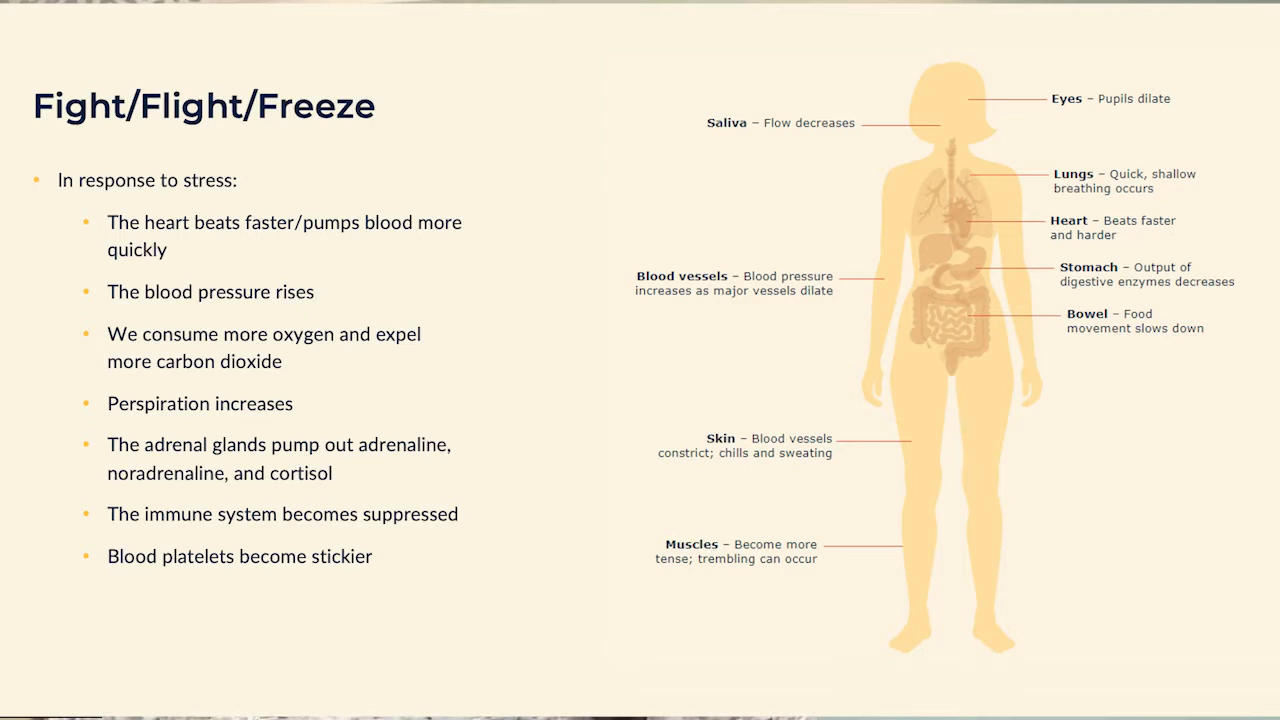 Fight/Flight/Freeze
• In response to stress:
• The heart beats faster/pumps blood more
quickly
• The blood pressure rises
• We consume more oxygen and expel
more carbon dioxide
• Perspiration increases
• The adrenal glands pump out adrenaline,
noradrenaline, and cortisol
• The immune system becomes suppressed
• Blood platelets become stickier
Eyes – Pupils dilate
Saliva – Flow decreases
Lungs – Quick, shallow
breathing occurs
Heart – Beats faster
and harder
Stomach – Output of
digestive enzymes decreases
Blood vessels – Blood pressure
increases as major vessels dilate
Bowel – Food
movement slows down
Skin – Blood vessels
constrict; chills and sweating
Muscles – Become more
tense; trembling can occur